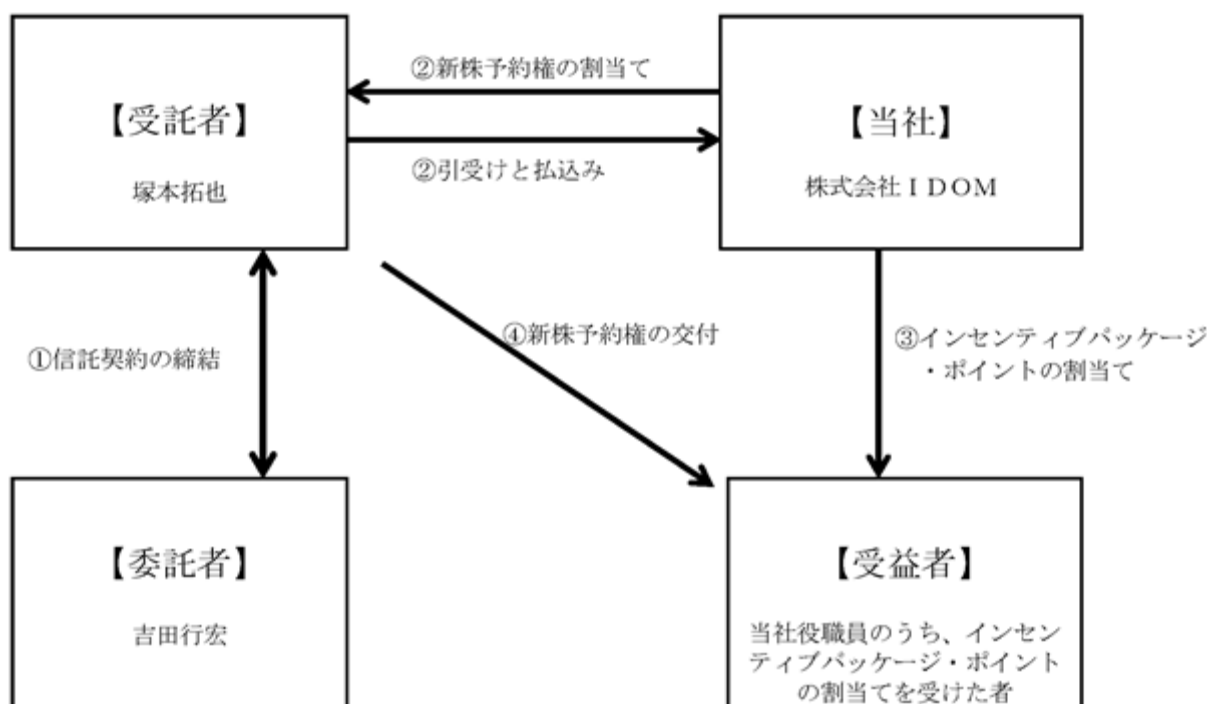 ②新株予約権の割当て
【受託者】
塚本拓也
【当社】
株式会社ＩＤＯＭ
②引受けと払込み
①信託契約の締結
④新株予約権の交付
③インセンティブパッケージ
・ポイントの割当て
【委託者】
吉田行宏
【受益者】
当社役職員のうち、インセン
ティブパッケージ・ポイント
の割当てを受けた者